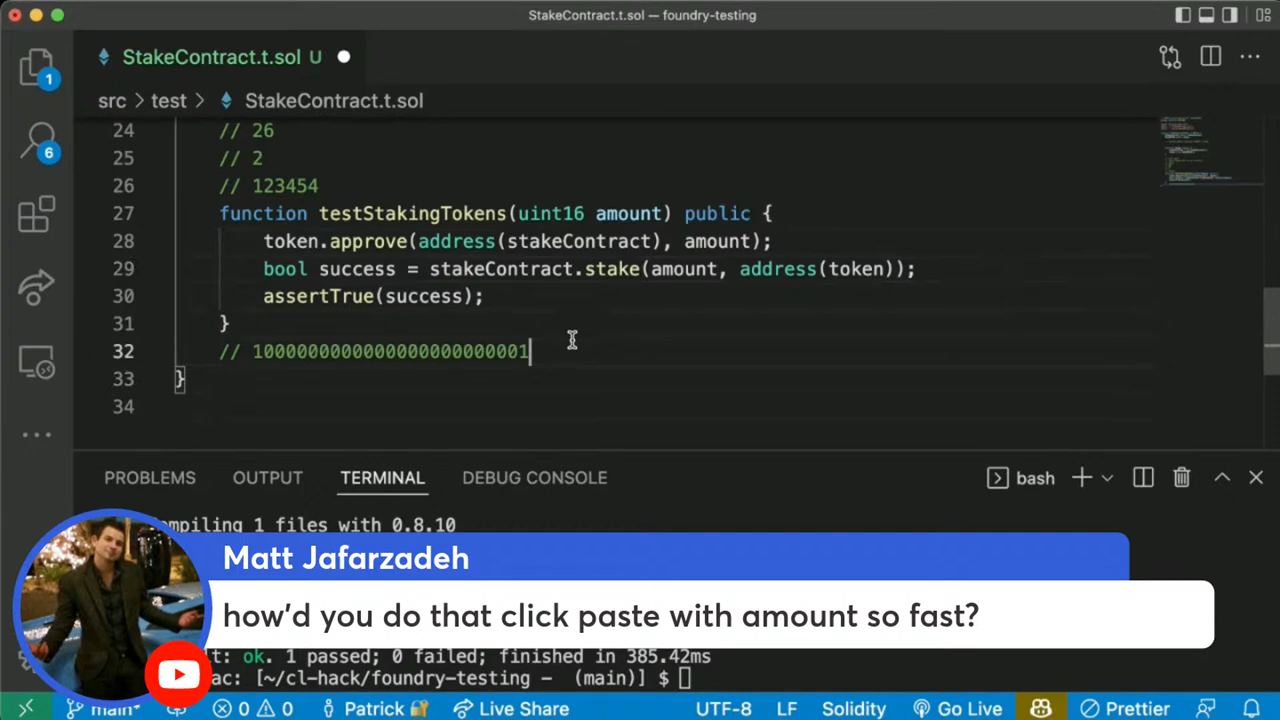 StakeContract.t.sol — foundry-testing
StakeContract.t.sol U
src > test > StakeContract.t.sol
1
6
24 // 26
25 // 2
26 // 123454
27 function testStakingTokens(uint16 amount) public {
28 token.approve(address(stakeContract), amount);
29 bool success = stakeContract.stake(amount, address(token));
30 assertTrue(success);
31 }
32 // 1000000000000000000000001
33 }
34
PROBLEMS OUTPUT TERMINAL DEBUG CONSOLE bash
ompiling 1 files with 0.8.10
Matt Jafarzadeh
how'd you do that click paste with amount so fast?
ok. 1 passed; 0 failed; finished in 385.42ms
ac: [~/cl-hack/foundry-testing - (main)] $
main* 0 0 Patrick Live Share UTF-8 LF Solidity Go Live Prettier